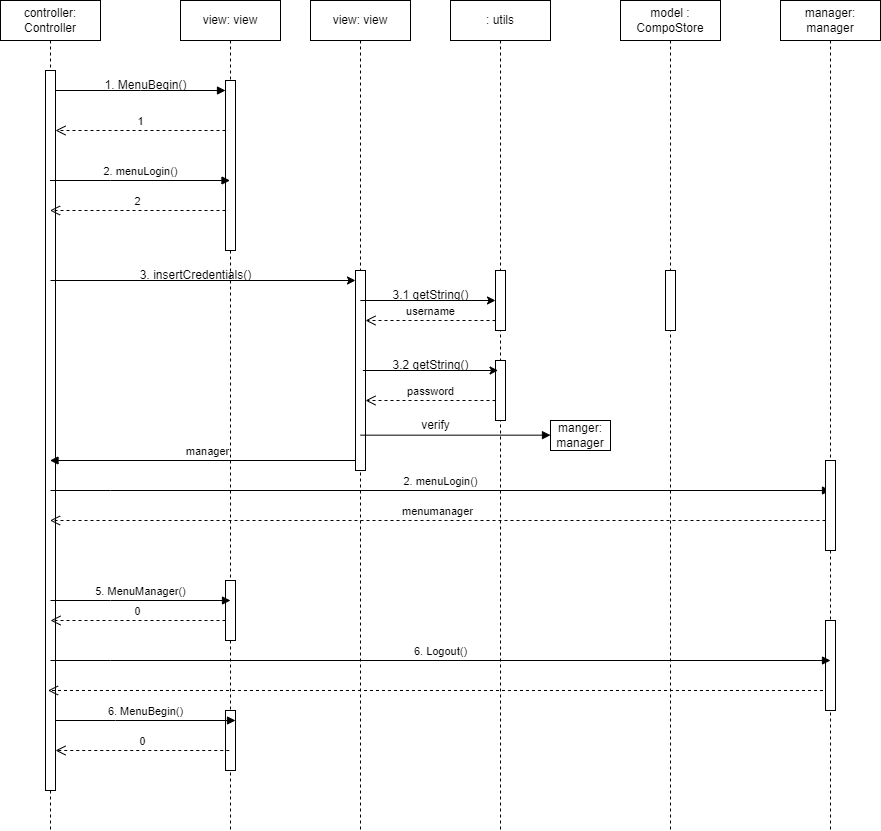 controller:
Controller
view: view
view: view
: utils
model :
CompoStore
manager:
manager
1. MenuBegin()
1
2. menuLogin()
2
3. insertCredentials()
3.1 getString()
username
3.2 getString()
password
verify
manger:
manager
manager
2. menuLogin()
menumanager
5. MenuManager()
0
6. Logout()
6. MenuBegin()
0